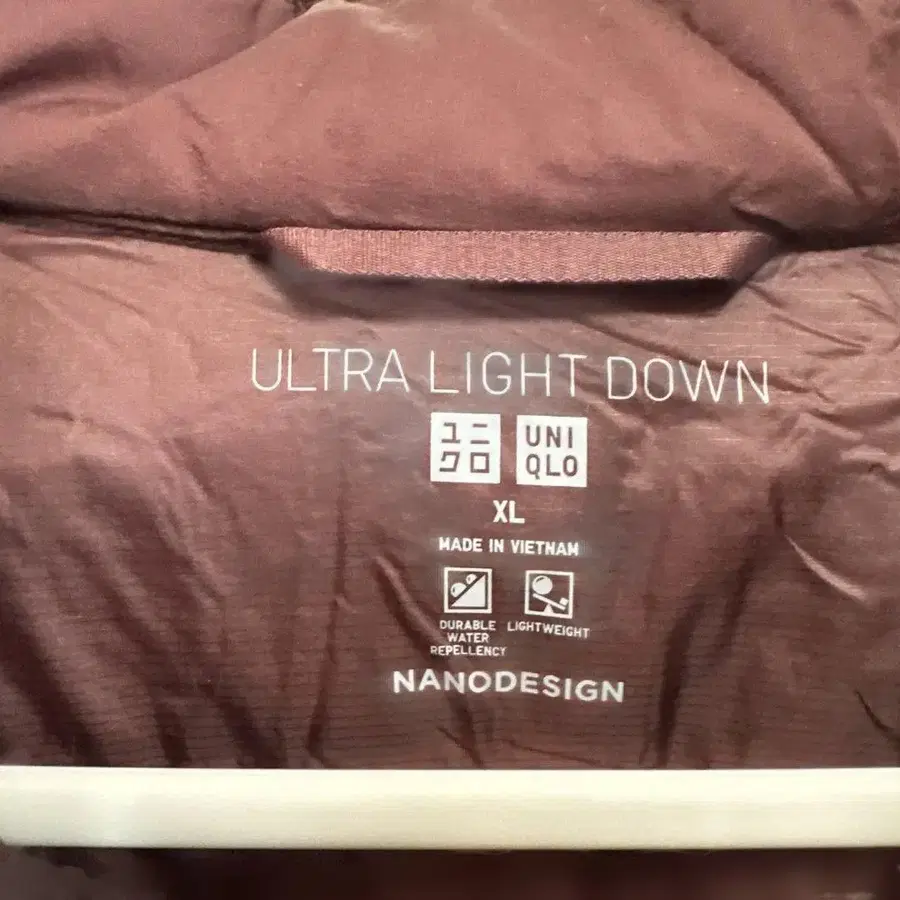 ULTRA LIGHT DOWN
ユニ UNI
クロ QLO
XL
MADE IN VIETNAM
DURABLE LIGHTWEIGHT
WATER
REPELLENCY
NANODESIGN